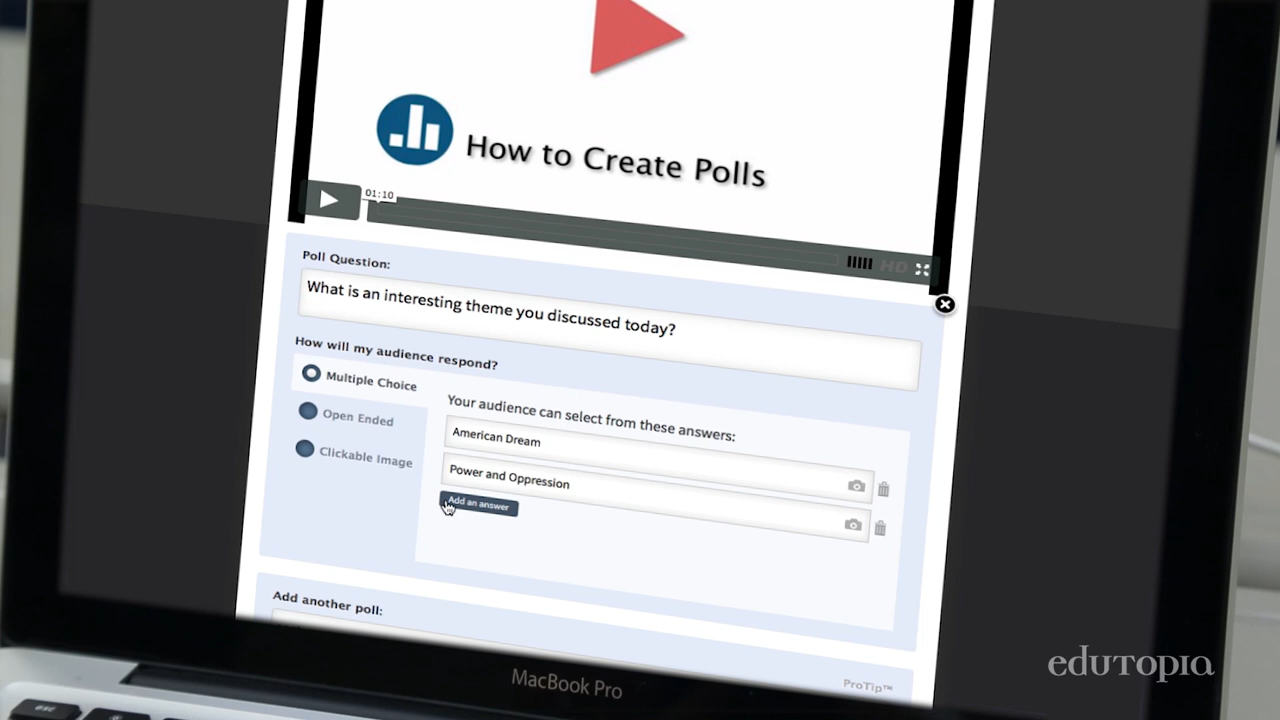 How to Create Polls
01:10
HD
Poll Question:
What is an interesting theme you discussed today?
How will my audience respond?
Multiple Choice
Open Ended
Clickable Image
Your audience can select from these answers:
American Dream
Power and Oppression
Add an answer
Add another poll:
ProTip™
MacBook Pro
esc
edutopia